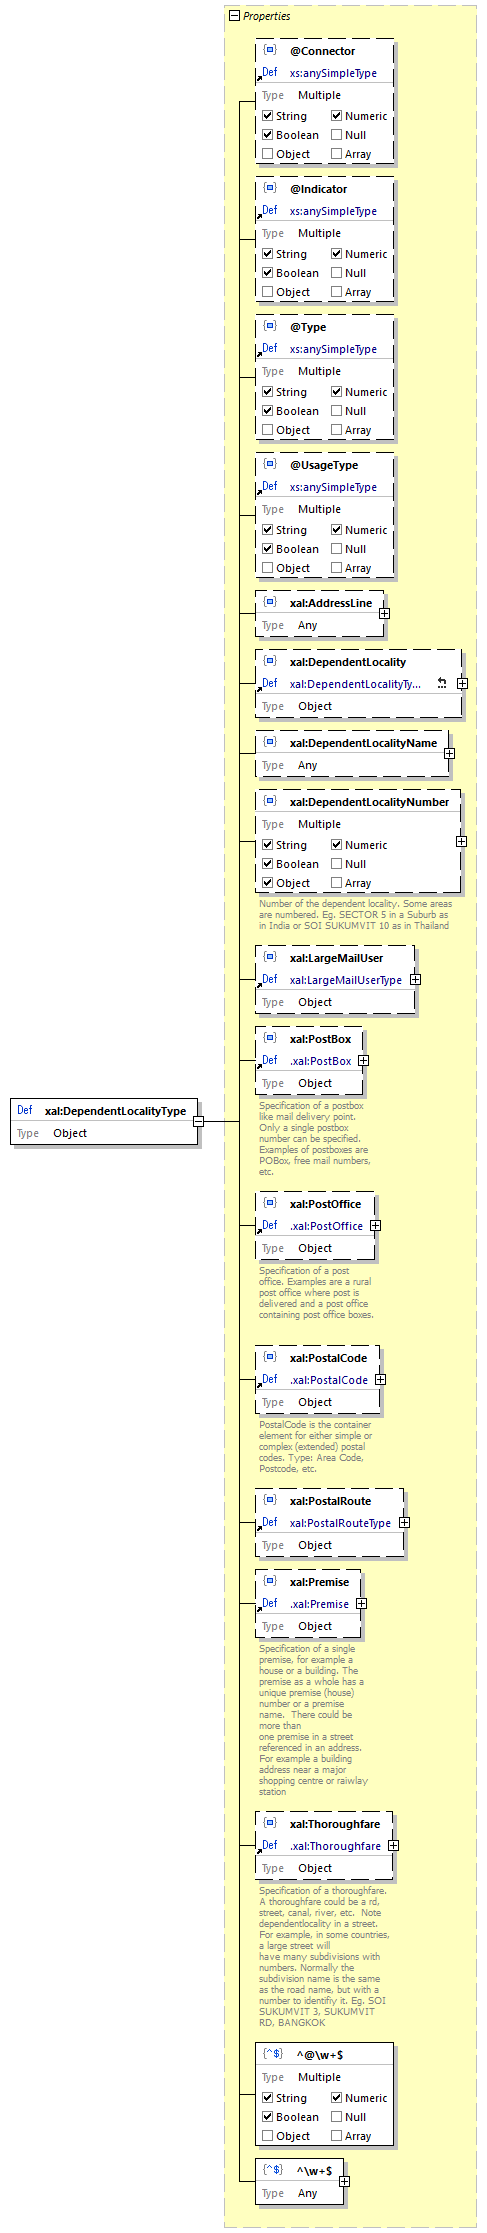 Properties
@Connector
Def xs:anySimpleType
Type Multiple
String Numeric
Boolean Null
Object Array
@Indicator
Def xs:anySimpleType
Type Multiple
String Numeric
Boolean Null
Object Array
@Type
Def xs:anySimpleType
Type Multiple
String Numeric
Boolean Null
Object Array
@UsageType
Def xs:anySimpleType
Type Multiple
String Numeric
Boolean Null
Object Array
xal:AddressLine
Type Any
xal:DependentLocality
Def xal:DependentLocalityTy...
Type Object
xal:DependentLocalityName
Type Any
xal:DependentLocalityNumber
Type Multiple
String Numeric
Boolean Null
Object Array
Number of the dependent locality. Some areas
are numbered. Eg. SECTOR 5 in a Suburb as
in India or SOI SUKUMVIT 10 as in Thailand
xal:LargeMailUser
Def xal:LargeMailUserType
Type Object
xal:PostBox
Def .xal:PostBox
Type Object
Specification of a postbox
like mail delivery point.
Only a single postbox
number can be specified.
Examples of postboxes are
POBox, free mail numbers,
etc.
Def xal:DependentLocalityType
Type Object
xal:PostOffice
Def .xal:PostOffice
Type Object
Specification of a post
office. Examples are a rural
post office where post is
delivered and a post office
containing post office boxes.
xal:PostalCode
Def .xal:PostalCode
Type Object
PostalCode is the container
element for either simple or
complex (extended) postal
codes. Type: Area Code,
Postcode, etc.
xal:PostalRoute
Def xal:PostalRouteType
Type Object
xal:Premise
Def .xal:Premise
Type Object
Specification of a single
premise, for example a
house or a building. The
premise as a whole has a
unique premise (house)
number or a premise
name. There could be
more than
one premise in a street
referenced in an address.
For example a building
address near a major
shopping centre or raiwlay
station
xal:Thoroughfare
Def .xal:Thoroughfare
Type Object
Specification of a thoroughfare.
A thoroughfare could be a rd,
street, canal, river, etc. Note
dependentlocality in a street.
For example, in some countries,
a large street will
have many subdivisions with
numbers. Normally the
subdivision name is the same
as the road name, but with a
number to identifiy it. Eg. SOI
SUKUMVIT 3, SUKUMVIT
RD, BANGKOK
{^$} ^@\w+$
Type Multiple
String Numeric
Boolean Null
Object Array
{^$} ^\w+$
Type Any